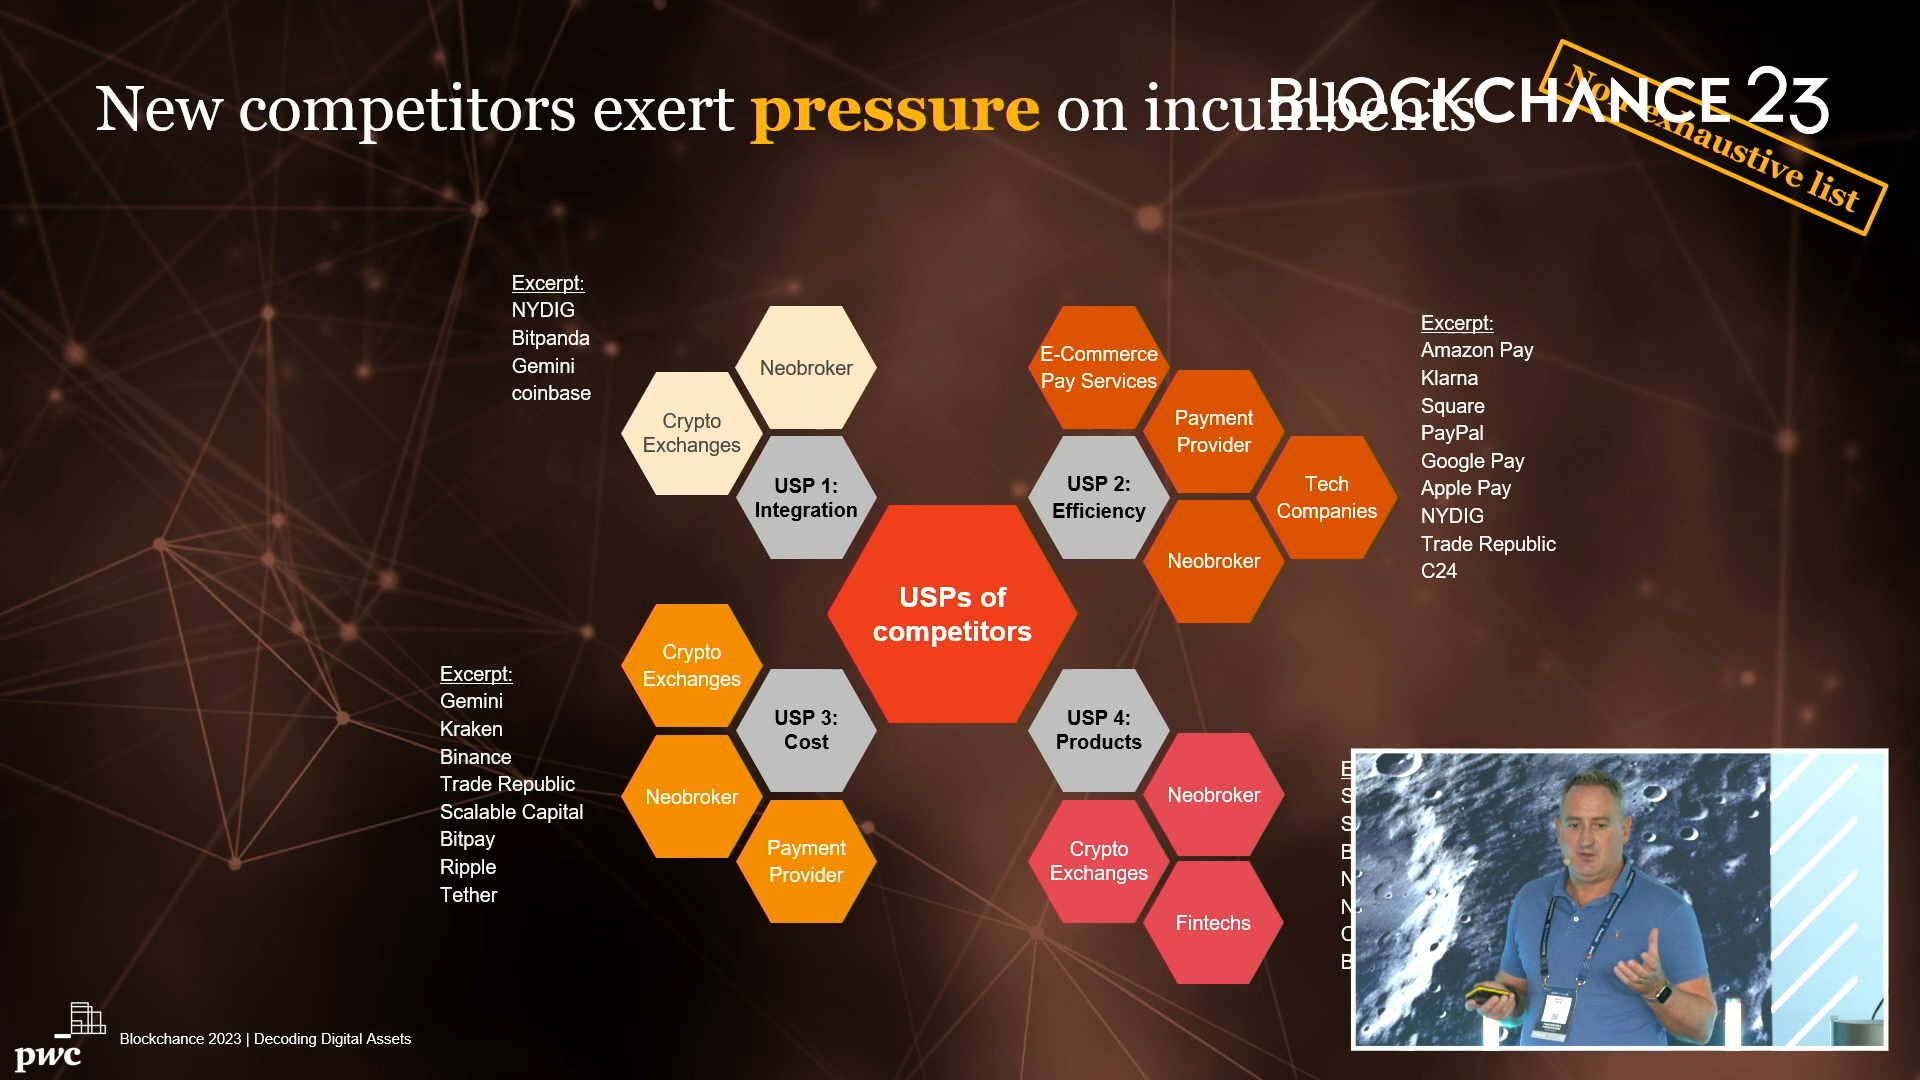 New competitors exert pressure on incumbents
BLOCKCHANCE 23
Non-exhaustive list
Excerpt:
NYDIG
Bitpanda
Gemini
coinbase
Neobroker
Crypto
Exchanges
USP 1:
Integration
E-Commerce
Pay Services
Payment
Provider
Tech
Companies
USP 2:
Efficiency
Neobroker
Excerpt:
Amazon Pay
Klarna
Square
PayPal
Google Pay
Apple Pay
NYDIG
Trade Republic
C24
USPs of
competitors
Excerpt:
Gemini
Kraken
Binance
Trade Republic
Scalable Capital
Bitpay
Ripple
Tether
Crypto
Exchanges
USP 3:
Cost
Neobroker
Payment
Provider
USP 4:
Products
Neobroker
Crypto
Exchanges
Fintechs
pwc
Blockchance 2023 | Decoding Digital Assets